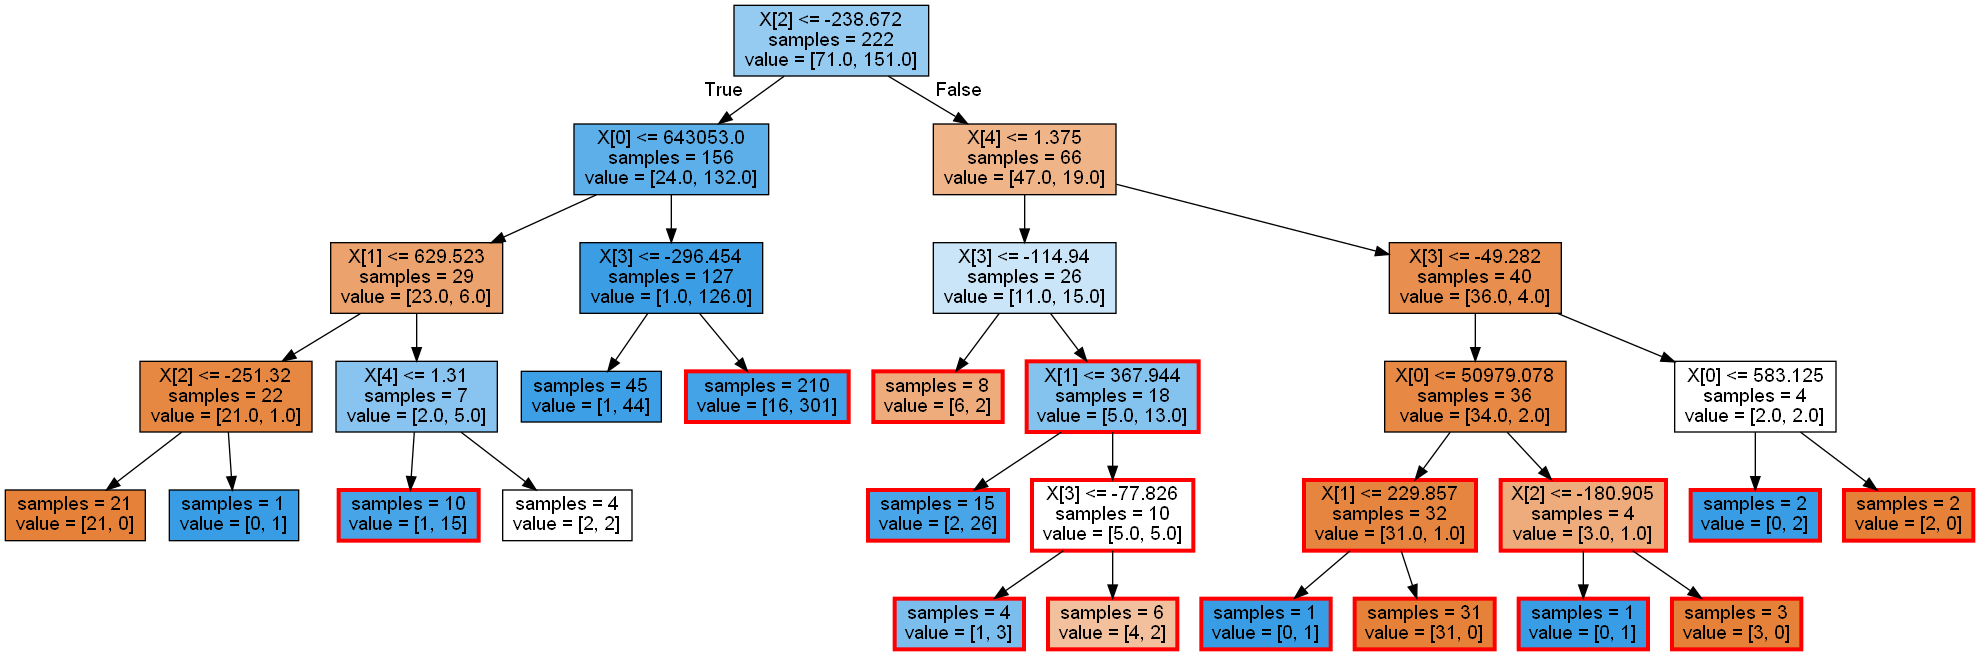 X[2] <= -238.672
samples = 222
value = [71.0, 151.0]
True
False
X[0] <= 643053.0
samples = 156
value = [24.0, 132.0]
X[4] <= 1.375
samples = 66
value = [47.0, 19.0]
X[1] <= 629.523
samples = 29
value = [23.0, 6.0]
X[3] <= -296.454
samples = 127
value = [1.0, 126.0]
X[3] <= -114.94
samples = 26
value = [11.0, 15.0]
X[3] <= -49.282
samples = 40
value = [36.0, 4.0]
X[2] <= -251.32
samples = 22
value = [21.0, 1.0]
X[4] <= 1.31
samples = 7
value = [2.0, 5.0]
samples = 45
value = [1, 44]
samples = 210
value = [16, 301]
samples = 8
value = [6, 2]
X[1] <= 367.944
samples = 18
value = [5.0, 13.0]
X[0] <= 50979.078
samples = 36
value = [34.0, 2.0]
X[0] <= 583.125
samples = 4
value = [2.0, 2.0]
samples = 21
value = [21, 0]
samples = 1
value = [0, 1]
samples = 10
value = [1, 15]
samples = 4
value = [2, 2]
samples = 15
value = [2, 26]
X[3] <= -77.826
samples = 10
value = [5.0, 5.0]
X[1] <= 229.857
samples = 32
value = [31.0, 1.0]
X[2] <= -180.905
samples = 4
value = [3.0, 1.0]
samples = 2
value = [0, 2]
samples = 2
value = [2, 0]
samples = 4
value = [1, 3]
samples = 6
value = [4, 2]
samples = 1
value = [0, 1]
samples = 31
value = [31, 0]
samples = 1
value = [0, 1]
samples = 3
value = [3, 0]